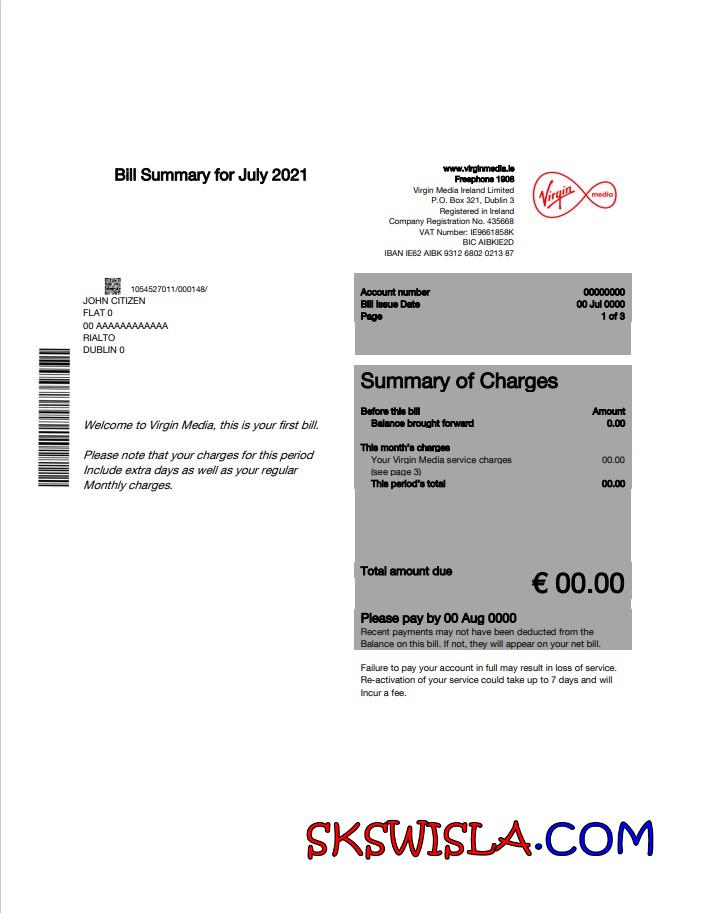 Bill Summary for July 2021
www.virginmedia.ie
Freephone 1908
Virgin Media Ireland Limited
P.O. Box 321, Dublin 3
Registered in Ireland
Company Registration No. 435668
VAT Number: IE9661858K
BIC AIBKIE2D
IBAN IE62 AIBK 9312 6802 0213 87
Virgin media
1054527011/000148/
JOHN CITIZEN
FLAT 0
00 AAAAAAAAAAAA
RIALTO
DUBLIN 0
Account number 00000000
Bill Issue Date 00 Jul 0000
Page 1 of 3
Welcome to Virgin Media, this is your first bill.
Please note that your charges for this period
Include extra days as well as your regular
Monthly charges.
Summary of Charges
Before this bill Amount
Balance brought forward 0.00
This month's charges
Your Virgin Media service charges 00.00
(see page 3)
This period's total 00.00
Total amount due
€ 00.00
Please pay by 00 Aug 0000
Recent payments may not have been deducted from the
Balance on this bill. If not, they will appear on your net bill.
Failure to pay your account in full may result in loss of service.
Re-activation of your service could take up to 7 days and will
Incur a fee.
SKSWISLA.COM